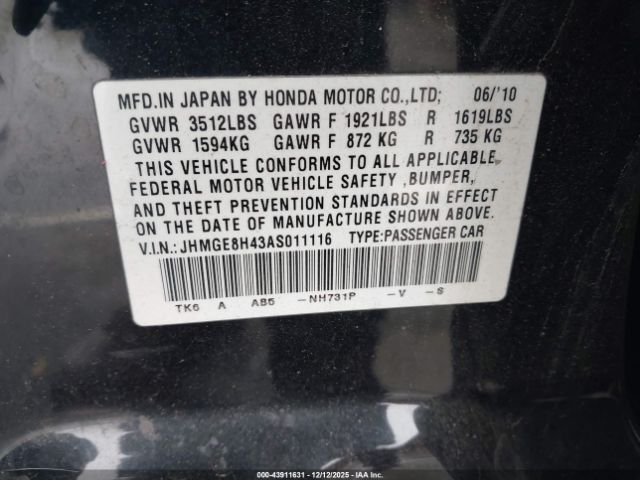 MFD.IN JAPAN BY HONDA MOTOR CO.,LTD; 06/'10
GVWR 3512LBS GAWR F 1921LBS R 1619LBS
GVWR 1594KG GAWR F 872 KG R 735 KG
THIS VEHICLE CONFORMS TO ALL APPLICABLE
FEDERAL MOTOR VEHICLE SAFETY ,BUMPER,
AND THEFT PREVENTION STANDARDS IN EFFECT
ON THE DATE OF MANUFACTURE SHOWN ABOVE.
V.I.N.: JHMGE8H43AS011116 TYPE:PASSENGER CAR
TK6 A AB5 -NH731P -V -S
000-43911631 - 12/12/2025 - IAAI.COM